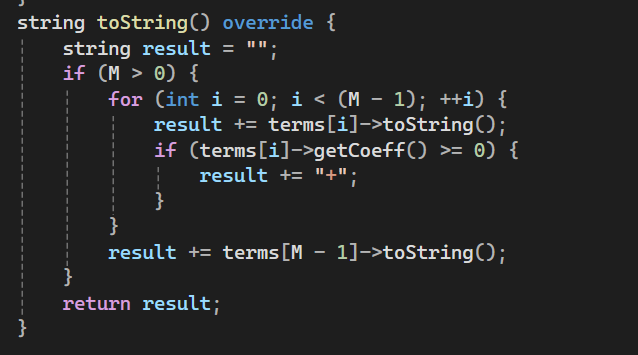 string toString() override {
    string result = "";
    if (M > 0) {
        for (int i = 0; i < (M - 1); ++i) {
            result += terms[i]->toString();
            if (terms[i]->getCoeff() >= 0) {
                result += "+";
            }
        }
        result += terms[M - 1]->toString();
    }
    return result;
}